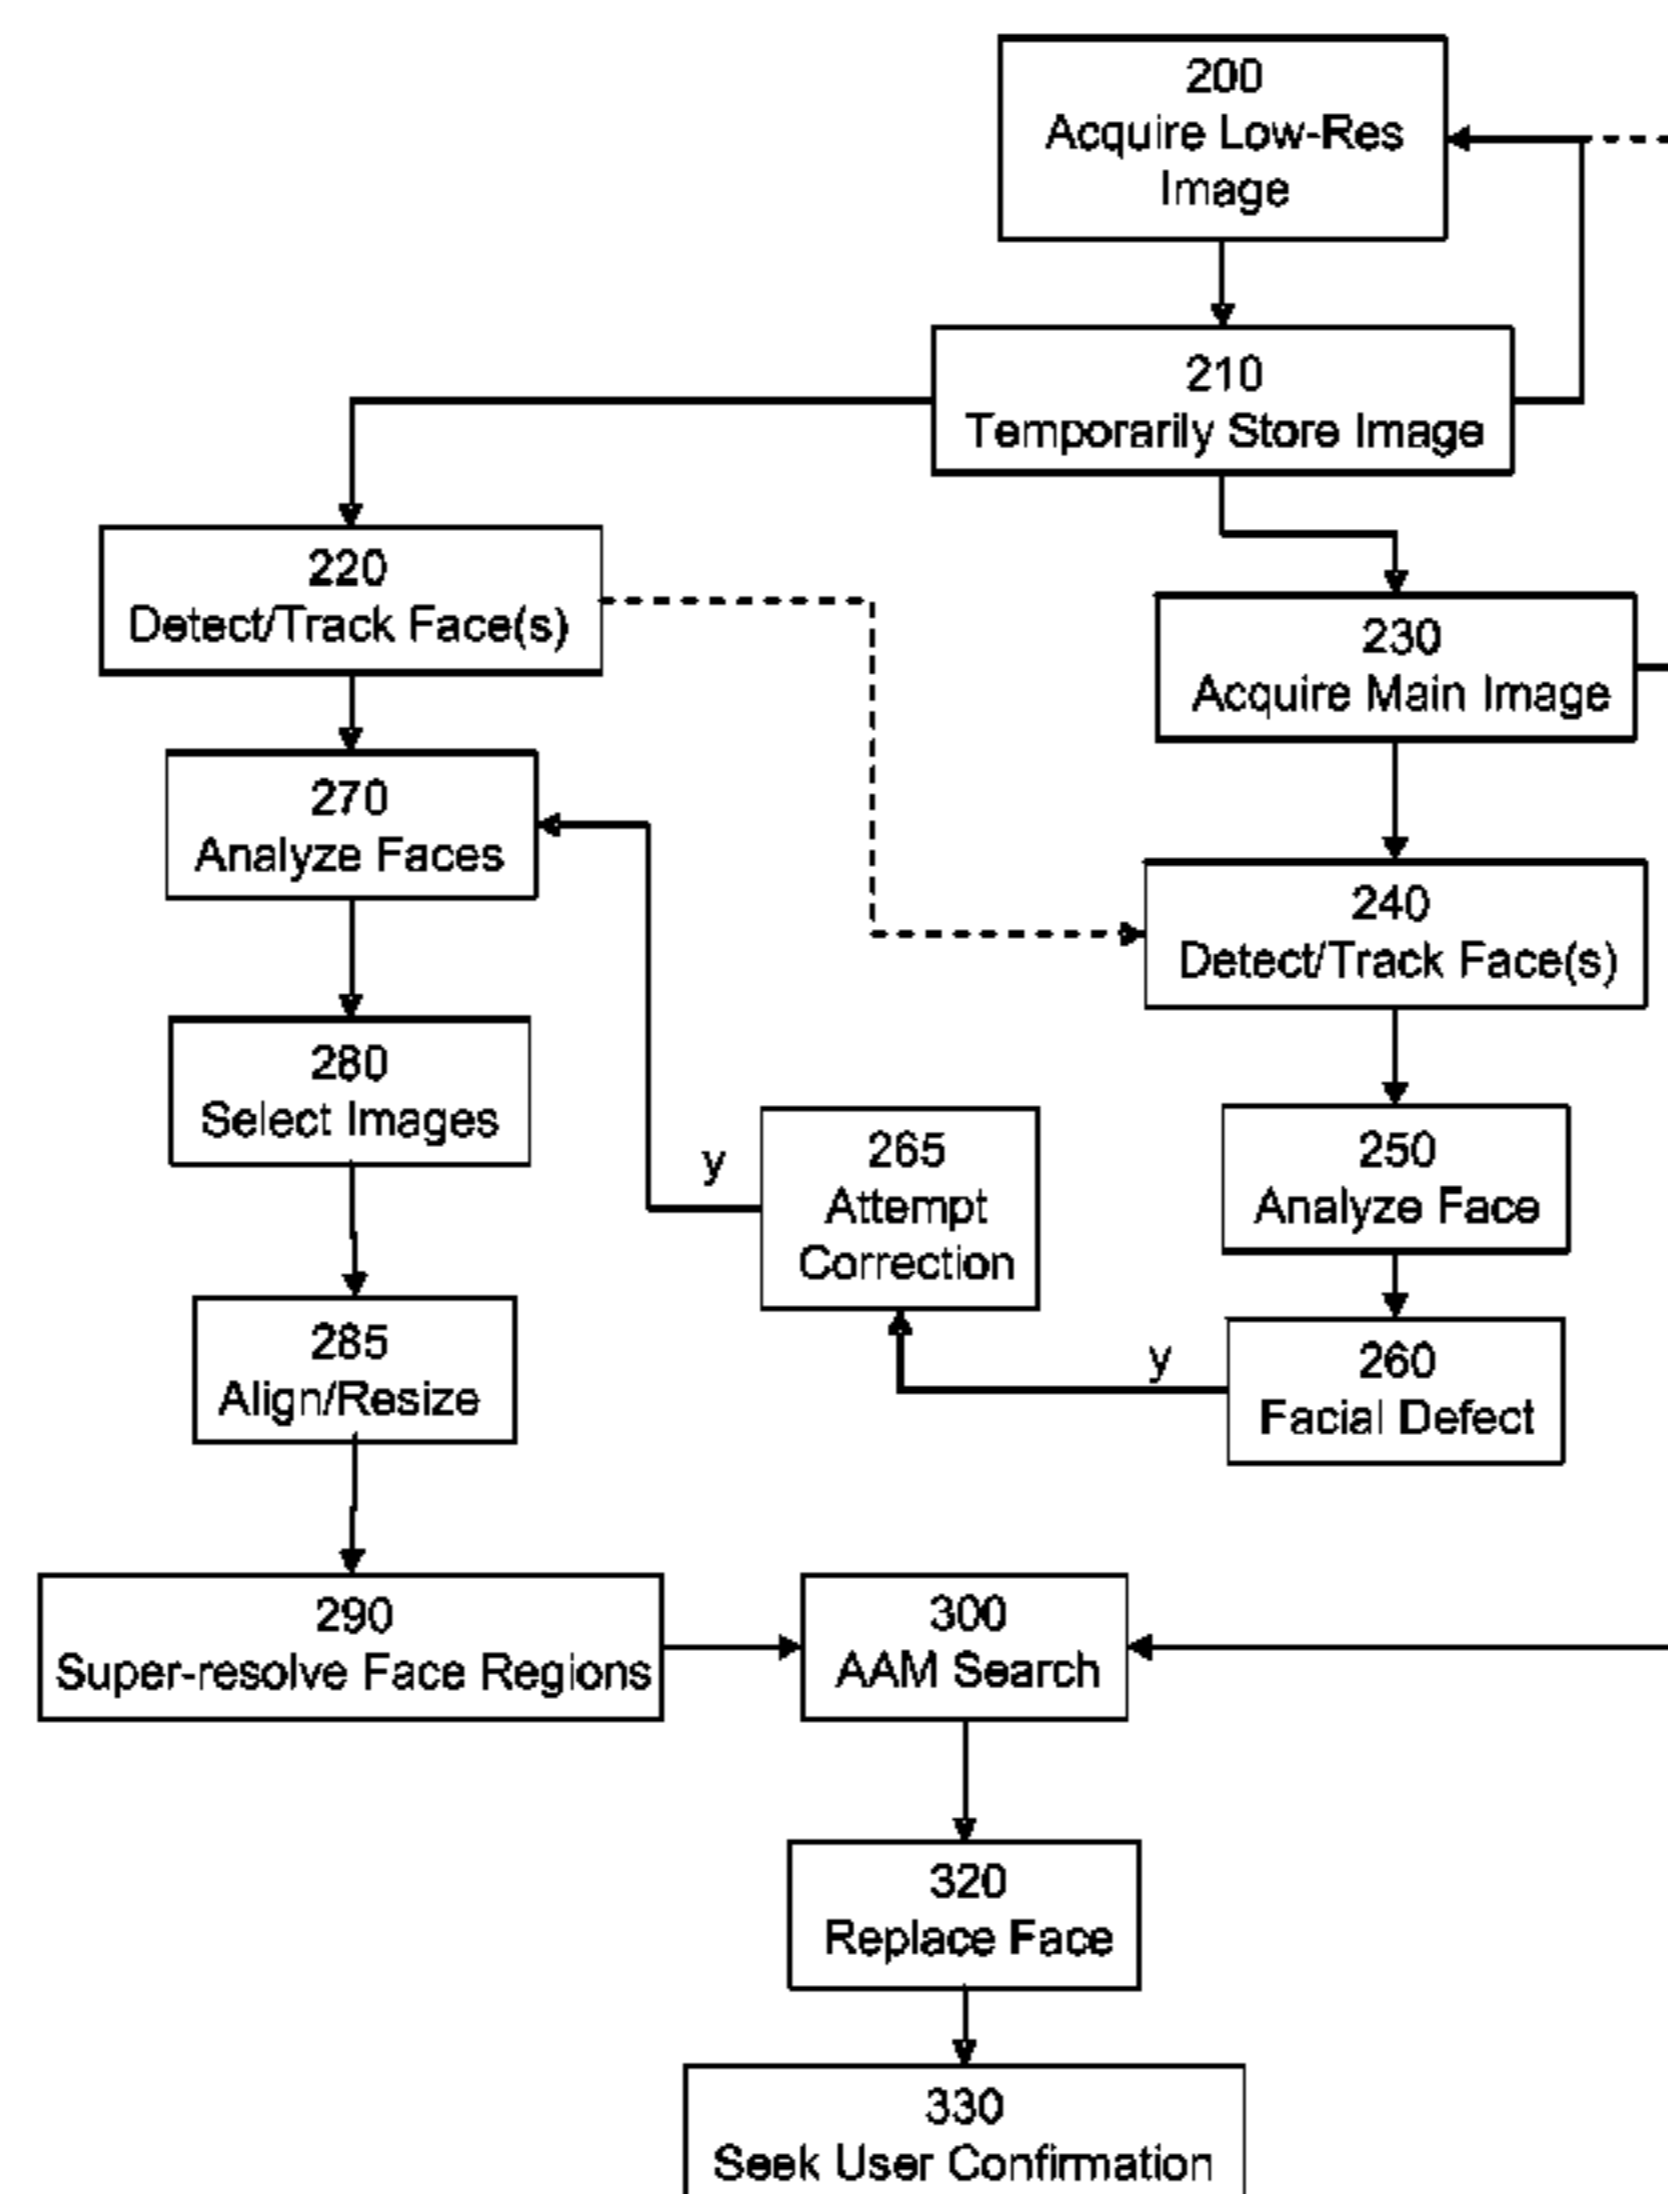 200
Acquire Low-Res
Image
210
Temporarily Store Image
220
Detect/Track Face(s)
230
Acquire Main Image
270
Analyze Faces
240
Detect/Track Face(s)
280
Select Images
y
265
Attempt
Correction
250
Analyze Face
285
Align/Resize
y
260
Facial Defect
290
Super-resolve Face Regions
300
AAM Search
320
Replace Face
330
Seek User Confirmation